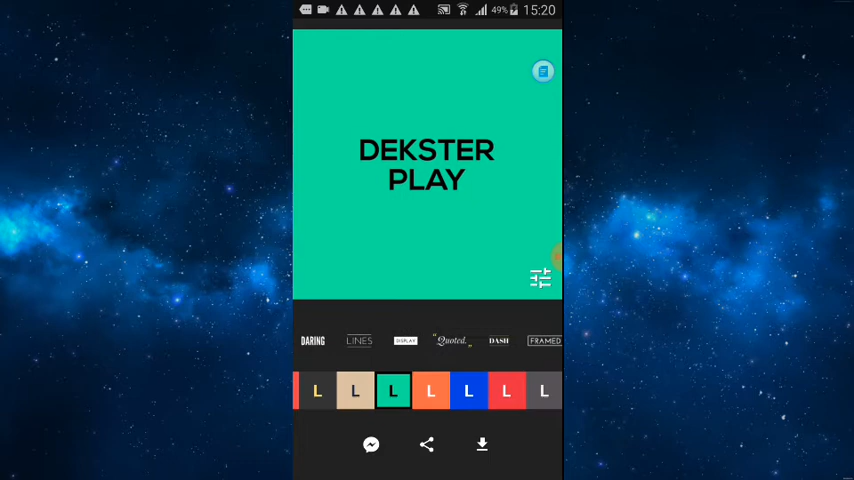 49% 15:20
DEKSTER
PLAY
DARING LINES DISPLAY "Quoted." DASH FRAMED
L L L L L L L